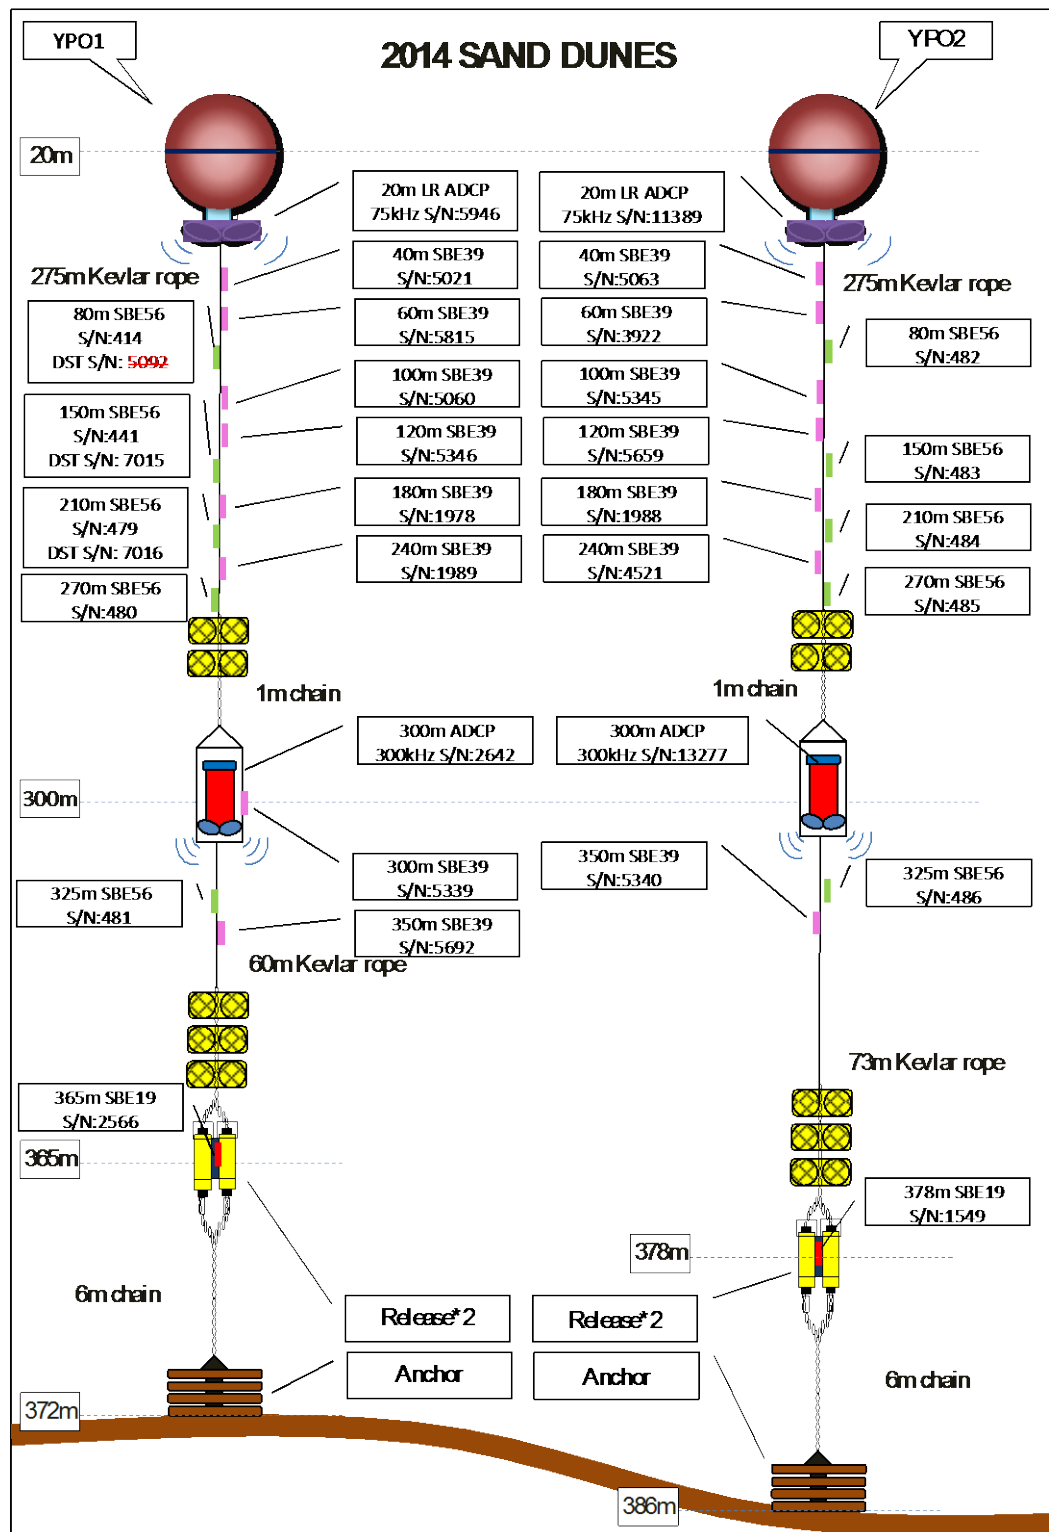 YPO1
YPO2
2014 SAND DUNES
20m
20m LR ADCP
75kHz S/N:5946
20m LR ADCP
75kHz S/N:11389
275m Kevlar rope
40m SBE39
S/N:5021
40m SBE39
S/N:5063
275m Kevlar rope
80m SBE56
S/N:414
DST S/N: 5092
60m SBE39
S/N:5815
60m SBE39
S/N:3922
80m SBE56
S/N:482
100m SBE39
S/N:5060
100m SBE39
S/N:5345
150m SBE56
S/N:441
DST S/N: 7015
120m SBE39
S/N:5346
120m SBE39
S/N:5659
150m SBE56
S/N:483
210m SBE56
S/N:479
DST S/N: 7016
180m SBE39
S/N:1978
180m SBE39
S/N:1988
210m SBE56
S/N:484
240m SBE39
S/N:1989
240m SBE39
S/N:4521
270m SBE56
S/N:480
270m SBE56
S/N:485
1m chain
1m chain
300m ADCP
300kHz S/N:2642
300m ADCP
300kHz S/N:13277
300m
300m SBE39
S/N:5339
350m SBE39
S/N:5340
325m SBE56
S/N:481
325m SBE56
S/N:486
350m SBE39
S/N:5692
60m Kevlar rope
73m Kevlar rope
365m SBE19
S/N:2566
365m
378m SBE19
S/N:1549
378m
6m chain
Release*2
Release*2
Anchor
Anchor
6m chain
372m
386m